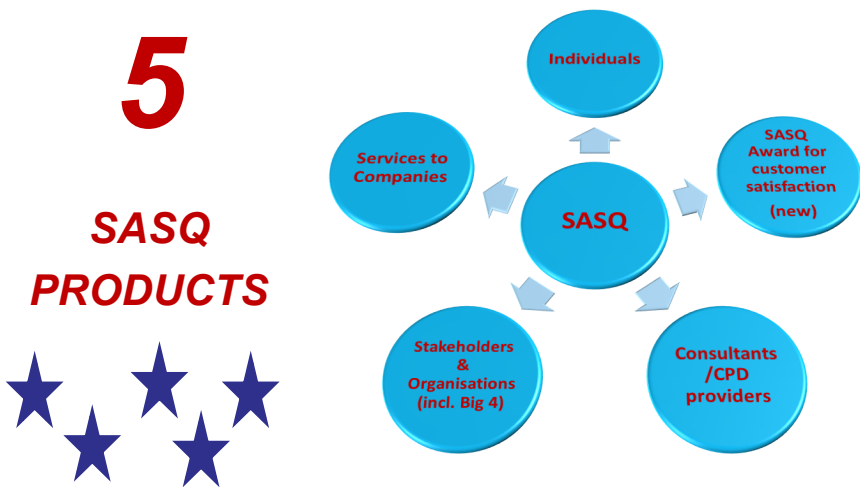 5
SASQ
PRODUCTS
Individuals
Services to
Companies
SASQ
Award for
customer
satisfaction
(new)
SASQ
Stakeholders
&
Organisations
(incl. Big 4)
Consultants
/CPD
providers